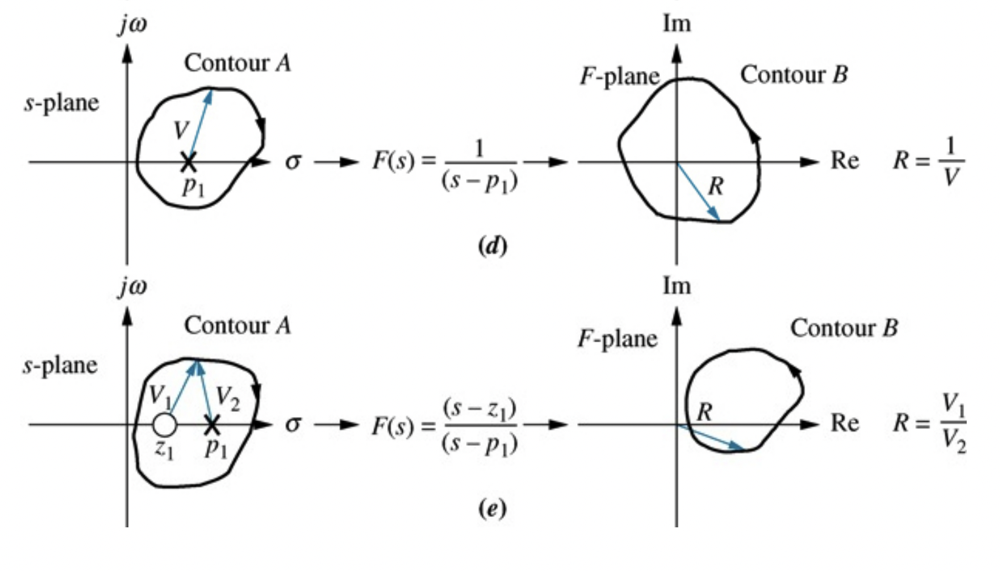 jω
Im
Contour A
F-plane
Contour B
s-plane
V
σ
F(s) = 1/(s – p₁)
Re
R = 1/V
p₁
R
(d)
jω
Im
Contour A
Contour B
F-plane
s-plane
V₁
V₂
σ
F(s) = (s – z₁)/(s – p₁)
R
Re
R = V₁/V₂
z₁
p₁
(e)